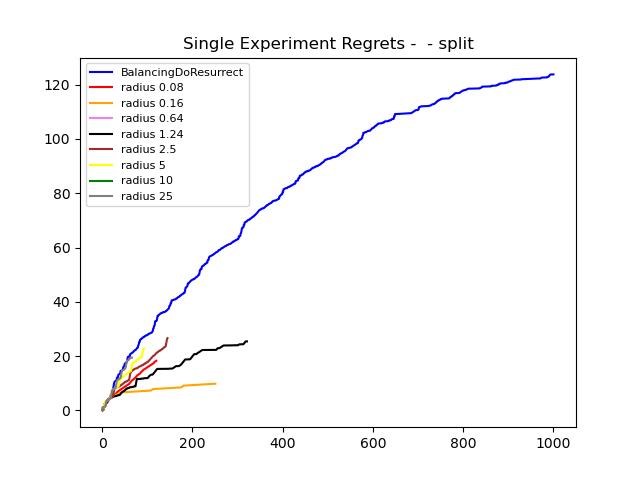 Single Experiment Regrets -  - split
BalancingDoResurrect
radius 0.08
radius 0.16
radius 0.64
radius 1.24
radius 2.5
radius 5
radius 10
radius 25
120
100
80
60
40
20
0
0 200 400 600 800 1000